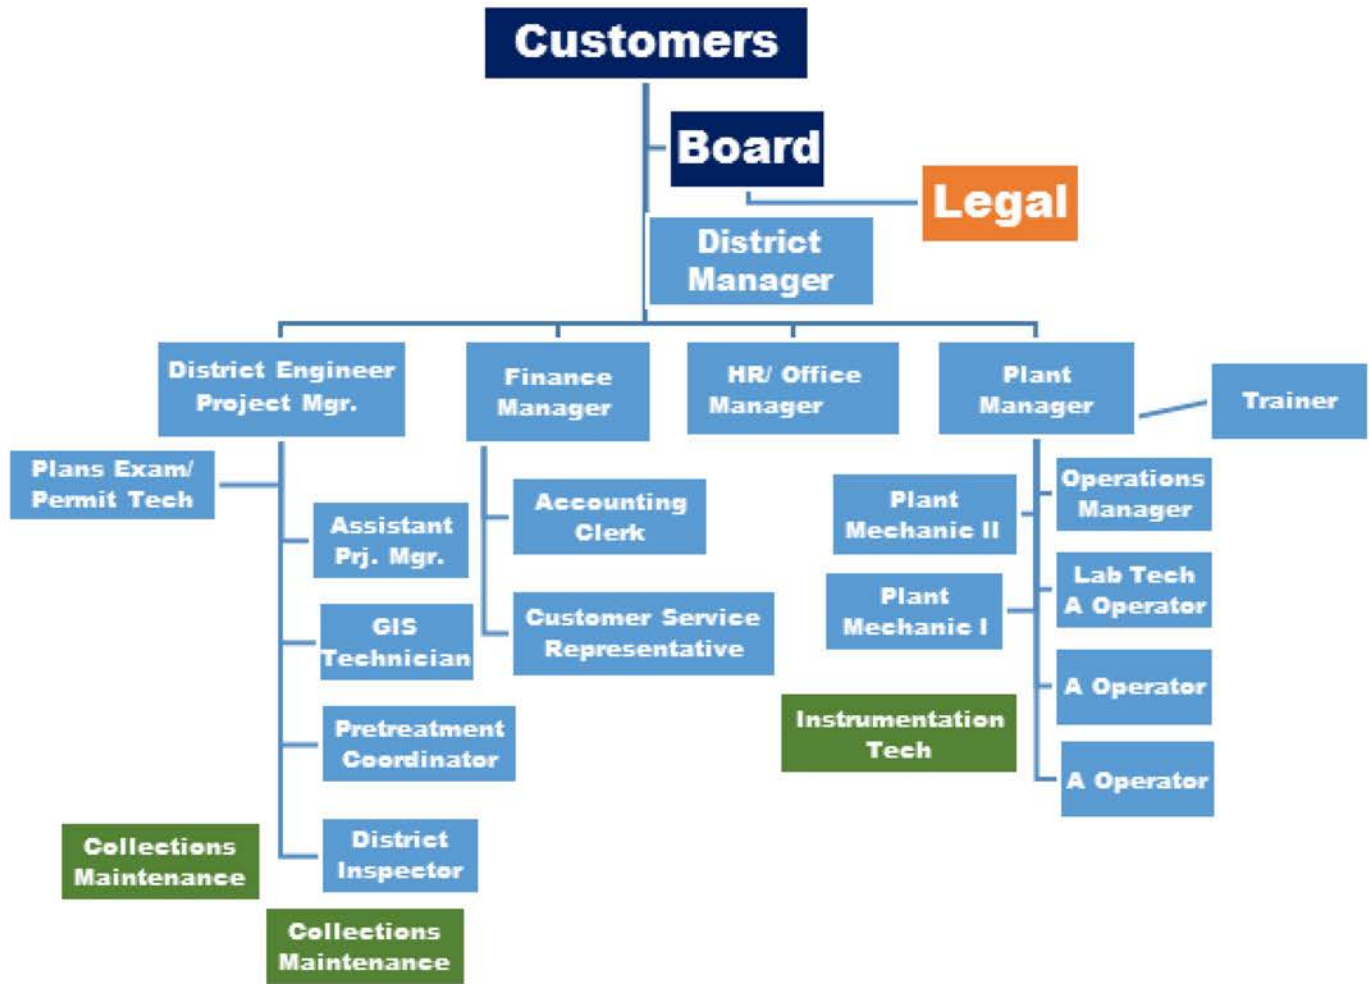 Customers
Board
Legal
District
Manager
District Engineer
Project Mgr.
Finance
Manager
HR/ Office
Manager
Plant
Manager
Trainer
Plans Exam/
Permit Tech
Assistant
Prj. Mgr.
GIS
Technician
Pretreatment
Coordinator
District
Inspector
Collections
Maintenance
Collections
Maintenance
Accounting
Clerk
Customer Service
Representative
Plant
Mechanic II
Plant
Mechanic I
Instrumentation
Tech
Operations
Manager
Lab Tech
A Operator
A Operator
A Operator